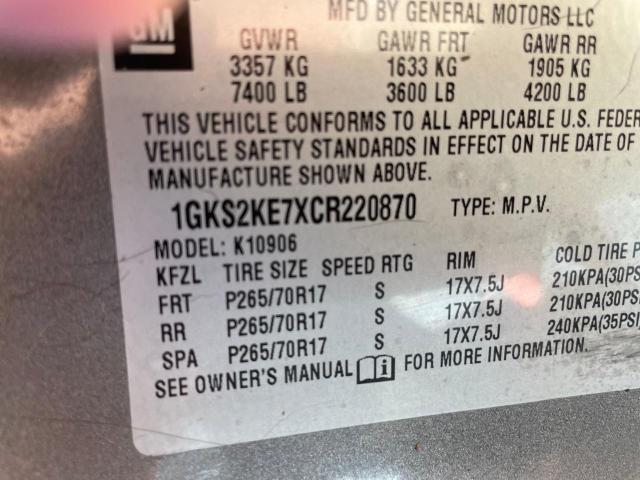 MFD BY GENERAL MOTORS LLC
GM
GVWR GAWR FRT GAWR RR
3357 KG 1633 KG 1905 KG
7400 LB 3600 LB 4200 LB
THIS VEHICLE CONFORMS TO ALL APPLICABLE U.S. FEDER
VEHICLE SAFETY STANDARDS IN EFFECT ON THE DATE OF
MANUFACTURE SHOWN ABOVE.
1GKS2KE7XCR220870 TYPE: M.P.V.
MODEL: K10906
KFZL TIRE SIZE SPEED RTG RIM COLD TIRE P
FRT P265/70R17 S 17X7.5J 210KPA(30PSI
RR P265/70R17 S 17X7.5J 210KPA(30PS
SPA P265/70R17 S 17X7.5J 240KPA(35PSI)
SEE OWNER'S MANUAL i FOR MORE INFORMATION.